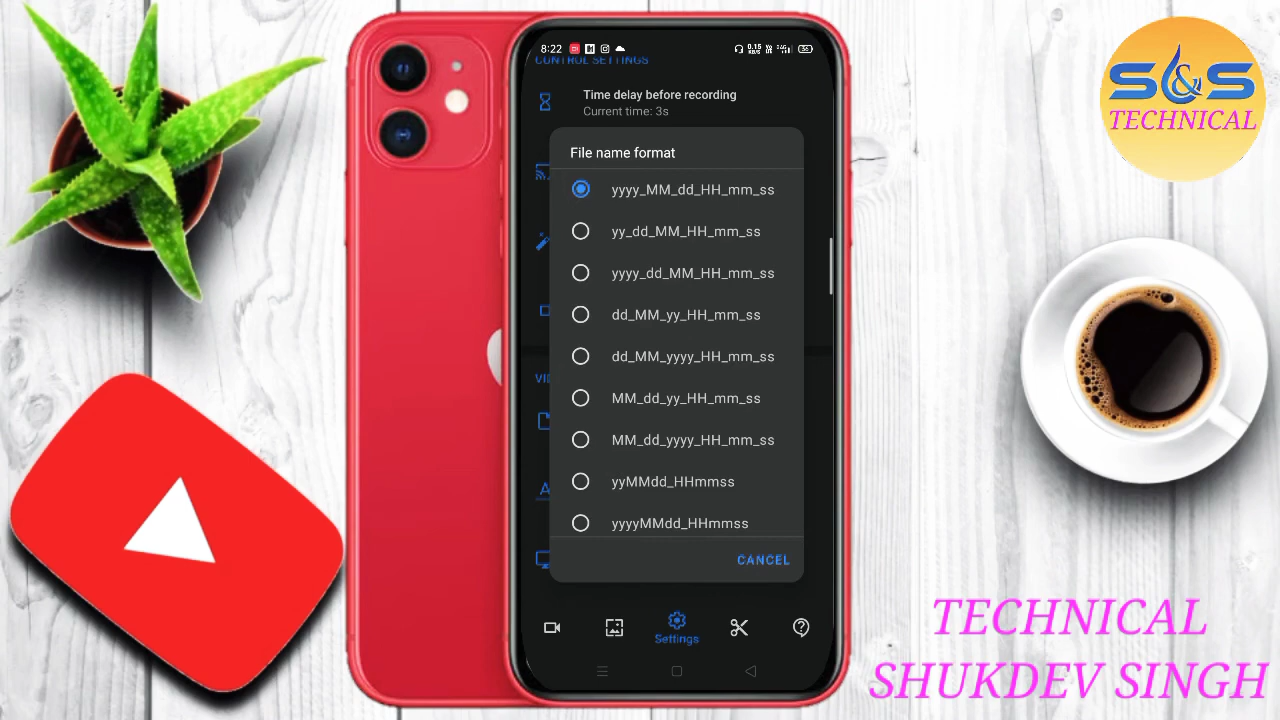 8:22
CONTROL SETTINGS
Time delay before recording
Current time: 3s
File name format
yyyy_MM_dd_HH_mm_ss
yy_dd_MM_HH_mm_ss
yyyy_dd_MM_HH_mm_ss
dd_MM_yy_HH_mm_ss
dd_MM_yyyy_HH_mm_ss
MM_dd_yy_HH_mm_ss
MM_dd_yyyy_HH_mm_ss
yyMMdd_HHmmss
yyyyMMdd_HHmmss
CANCEL
Settings
S&S
TECHNICAL
TECHNICAL
SHUKDEV SINGH